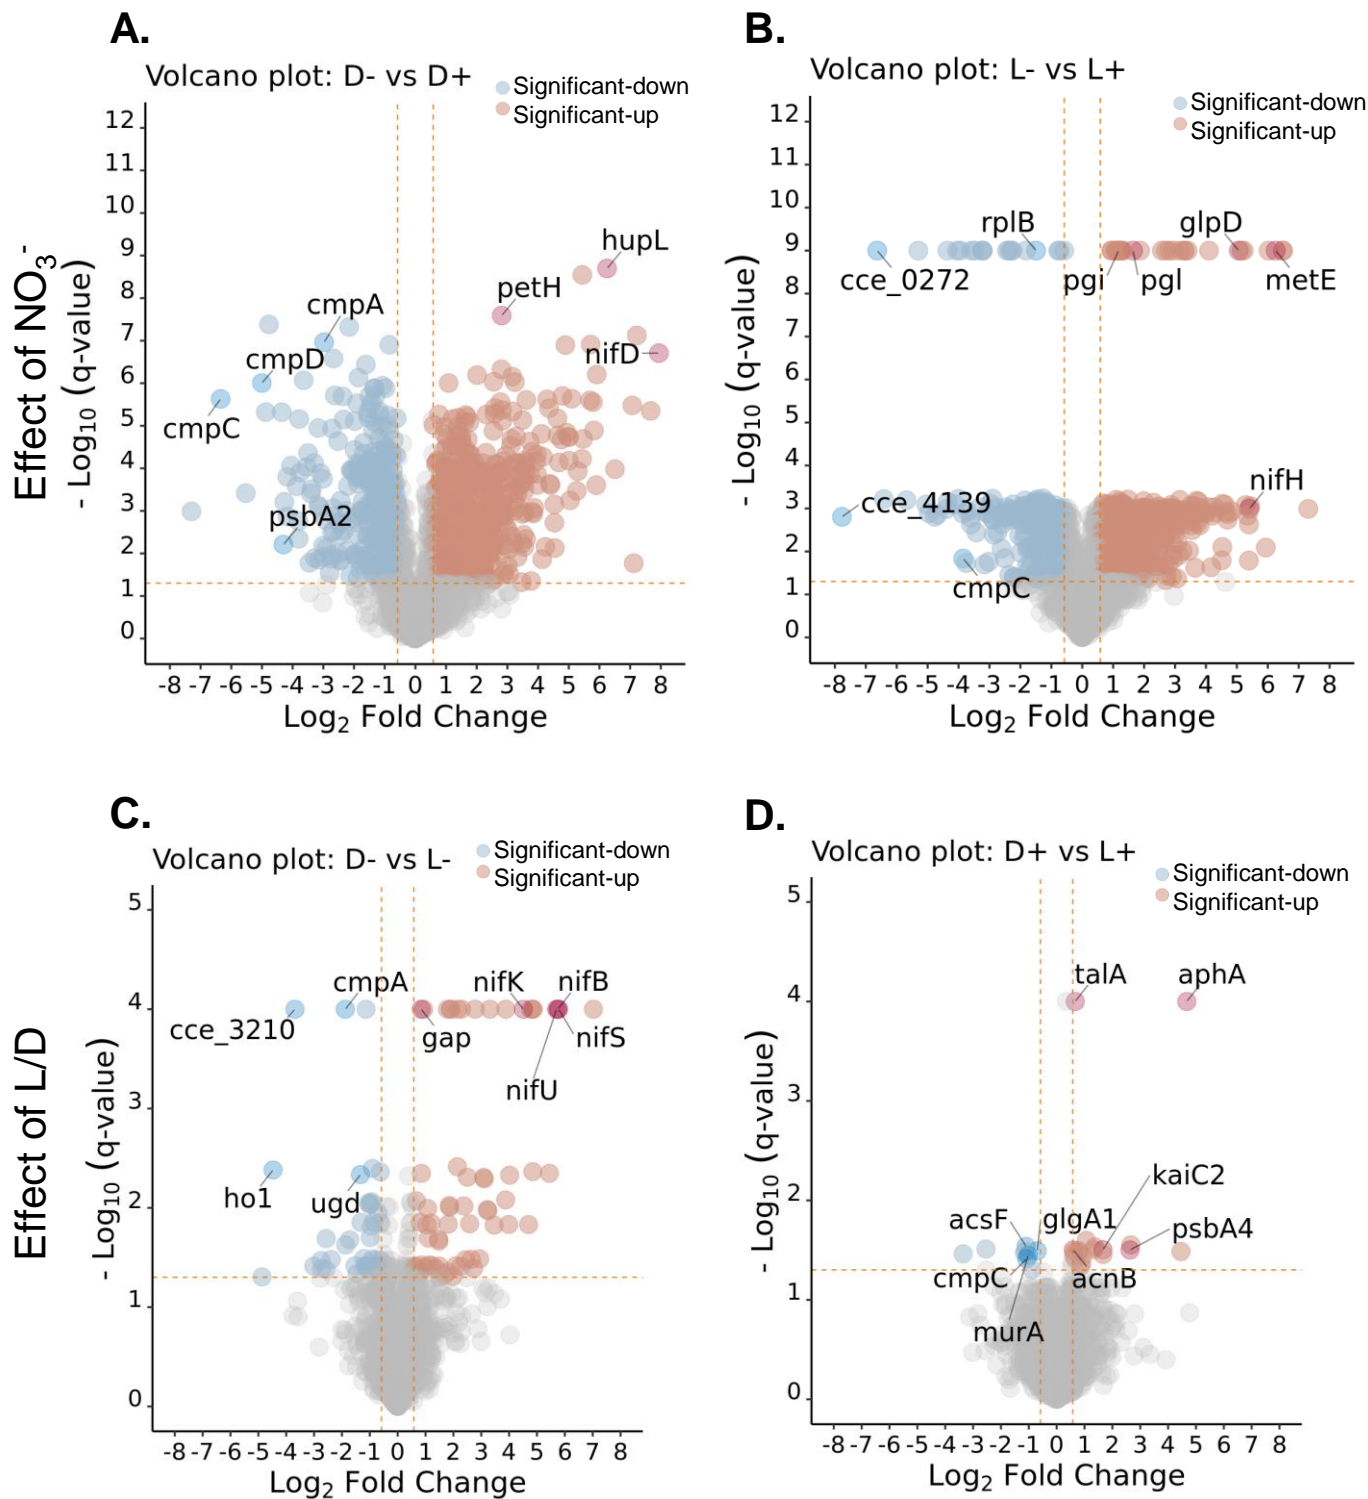 A.
Volcano plot: D- vs D+
Significant-down
Significant-up
12
11
10
9
8
7
6
5
4
3
2
1
0
hupL
petH
cmpA
nifD
cmpD
cmpC
psbA2
-8 -7 -6 -5 -4 -3 -2 -1 0 1 2 3 4 5 6 7 8
Log2 Fold Change
- Log10 (q-value)
Effect of NO3-
B.
Volcano plot: L- vs L+
Significant-down
Significant-up
12
11
10
9
8
7
6
5
4
3
2
1
0
rplB
glpD
cce_0272
pgi
pgl
metE
nifH
cce_4139
cmpC
-8 -7 -6 -5 -4 -3 -2 -1 0 1 2 3 4 5 6 7 8
Log2 Fold Change
- Log10 (q-value)
C.
Volcano plot: D- vs L-
Significant-down
Significant-up
5
4
3
2
1
0
cmpA
nifK
nifB
cce_3210
gap
nifS
nifU
ho1
ugd
-8 -7 -6 -5 -4 -3 -2 -1 0 1 2 3 4 5 6 7 8
Log2 Fold Change
- Log10 (q-value)
Effect of L/D
D.
Volcano plot: D+ vs L+
Significant-down
Significant-up
5
4
3
2
1
0
talA
aphA
kaiC2
acsF
glgA1
psbA4
cmpC
acnB
murA
-8 -7 -6 -5 -4 -3 -2 -1 0 1 2 3 4 5 6 7 8
Log2 Fold Change
- Log10 (q-value)